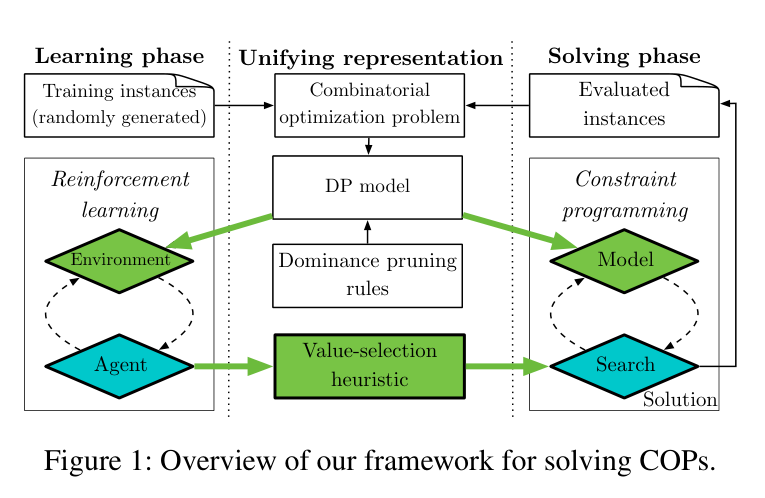 Learning phase
Unifying representation
Solving phase
Training instances
(randomly generated)
Combinatorial
optimization problem
Evaluated
instances
Reinforcement
learning
DP model
Constraint
programming
Environment
Dominance pruning
rules
Model
Agent
Value-selection
heuristic
Search
Solution
Figure 1: Overview of our framework for solving COPs.